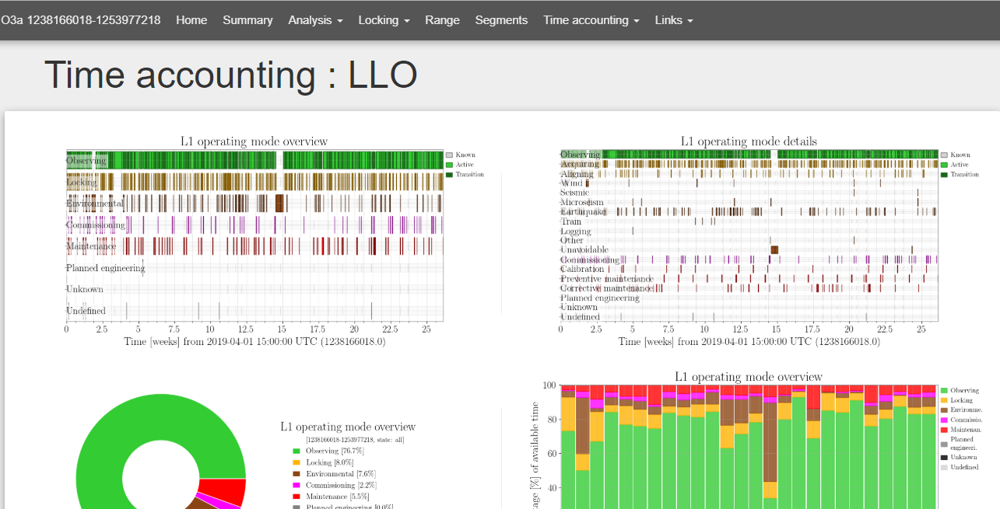 O3a 1238166018-1253977218 Home Summary Analysis Locking Range Segments Time accounting Links
Time accounting : LLO
L1 operating mode overview
Observing
Locking
Environmental
Commissioning
Maintenance
Planned engineering
Unknown
Undefined
0 2.5 5 7.5 10 12.5 15 17.5 20 22.5 25
Time [weeks] from 2019-04-01 15:00:00 UTC (1238166018.0)
Known
Active
Transition
L1 operating mode details
Observing
Acquiring
Aligning
Wind
Seismic
Microseism
Earthquake
Train
Logging
Other
Unavoidable
Commissioning
Calibration
Preventive maintenance
Corrective maintenance
Planned engineering
Unknown
Undefined
0 2.5 5 7.5 10 12.5 15 17.5 20 22.5 25
Time [weeks] from 2019-04-01 15:00:00 UTC (1238166018.0)
Known
Active
Transition
L1 operating mode overview
[1238166018-1253977218, state: all]
Observing [76.7%]
Locking [8.0%]
Environmental [7.6%]
Commissioning [2.2%]
Maintenance [5.5%]
Planned engineering [0.0%]
L1 operating mode overview
100
80
60
40
age [%] of available time
Observing
Locking
Environme.
Commissio.
Maintenan.
Planned
engineeri.
Unknown
Undefined